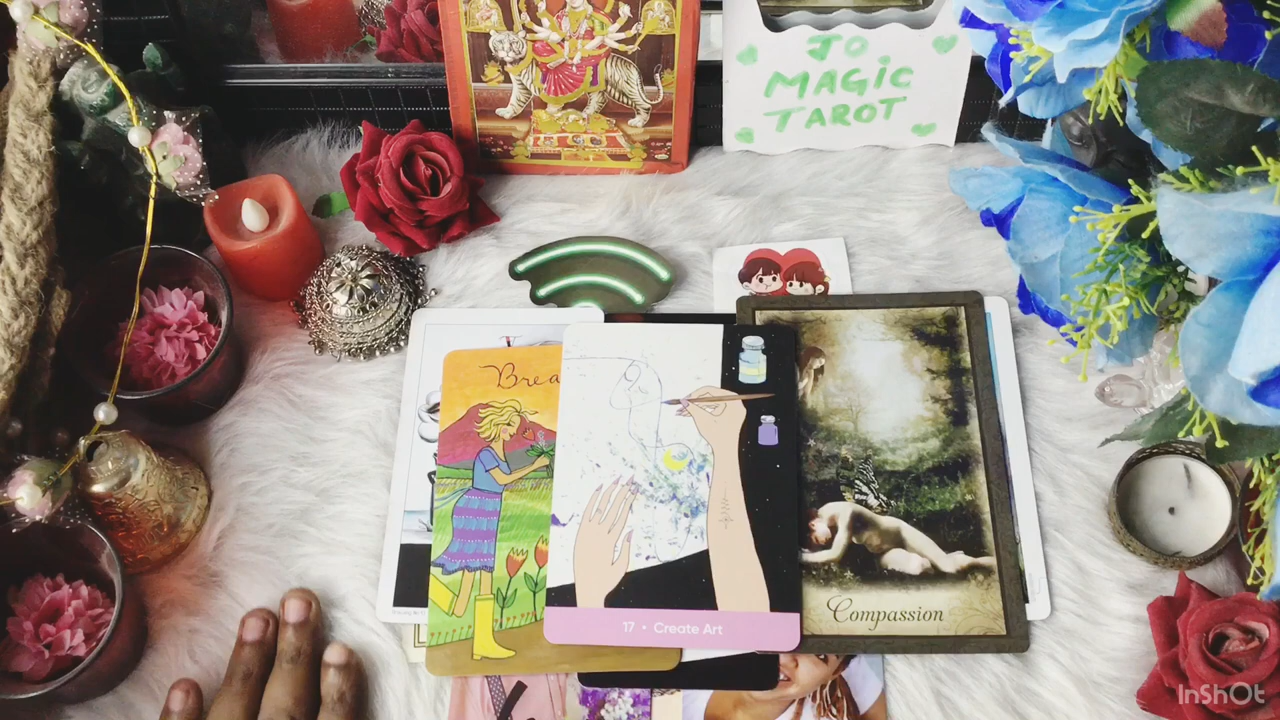 JO
MAGIC
TAROT
Brea
17 • Create Art
Compassion
InShOt